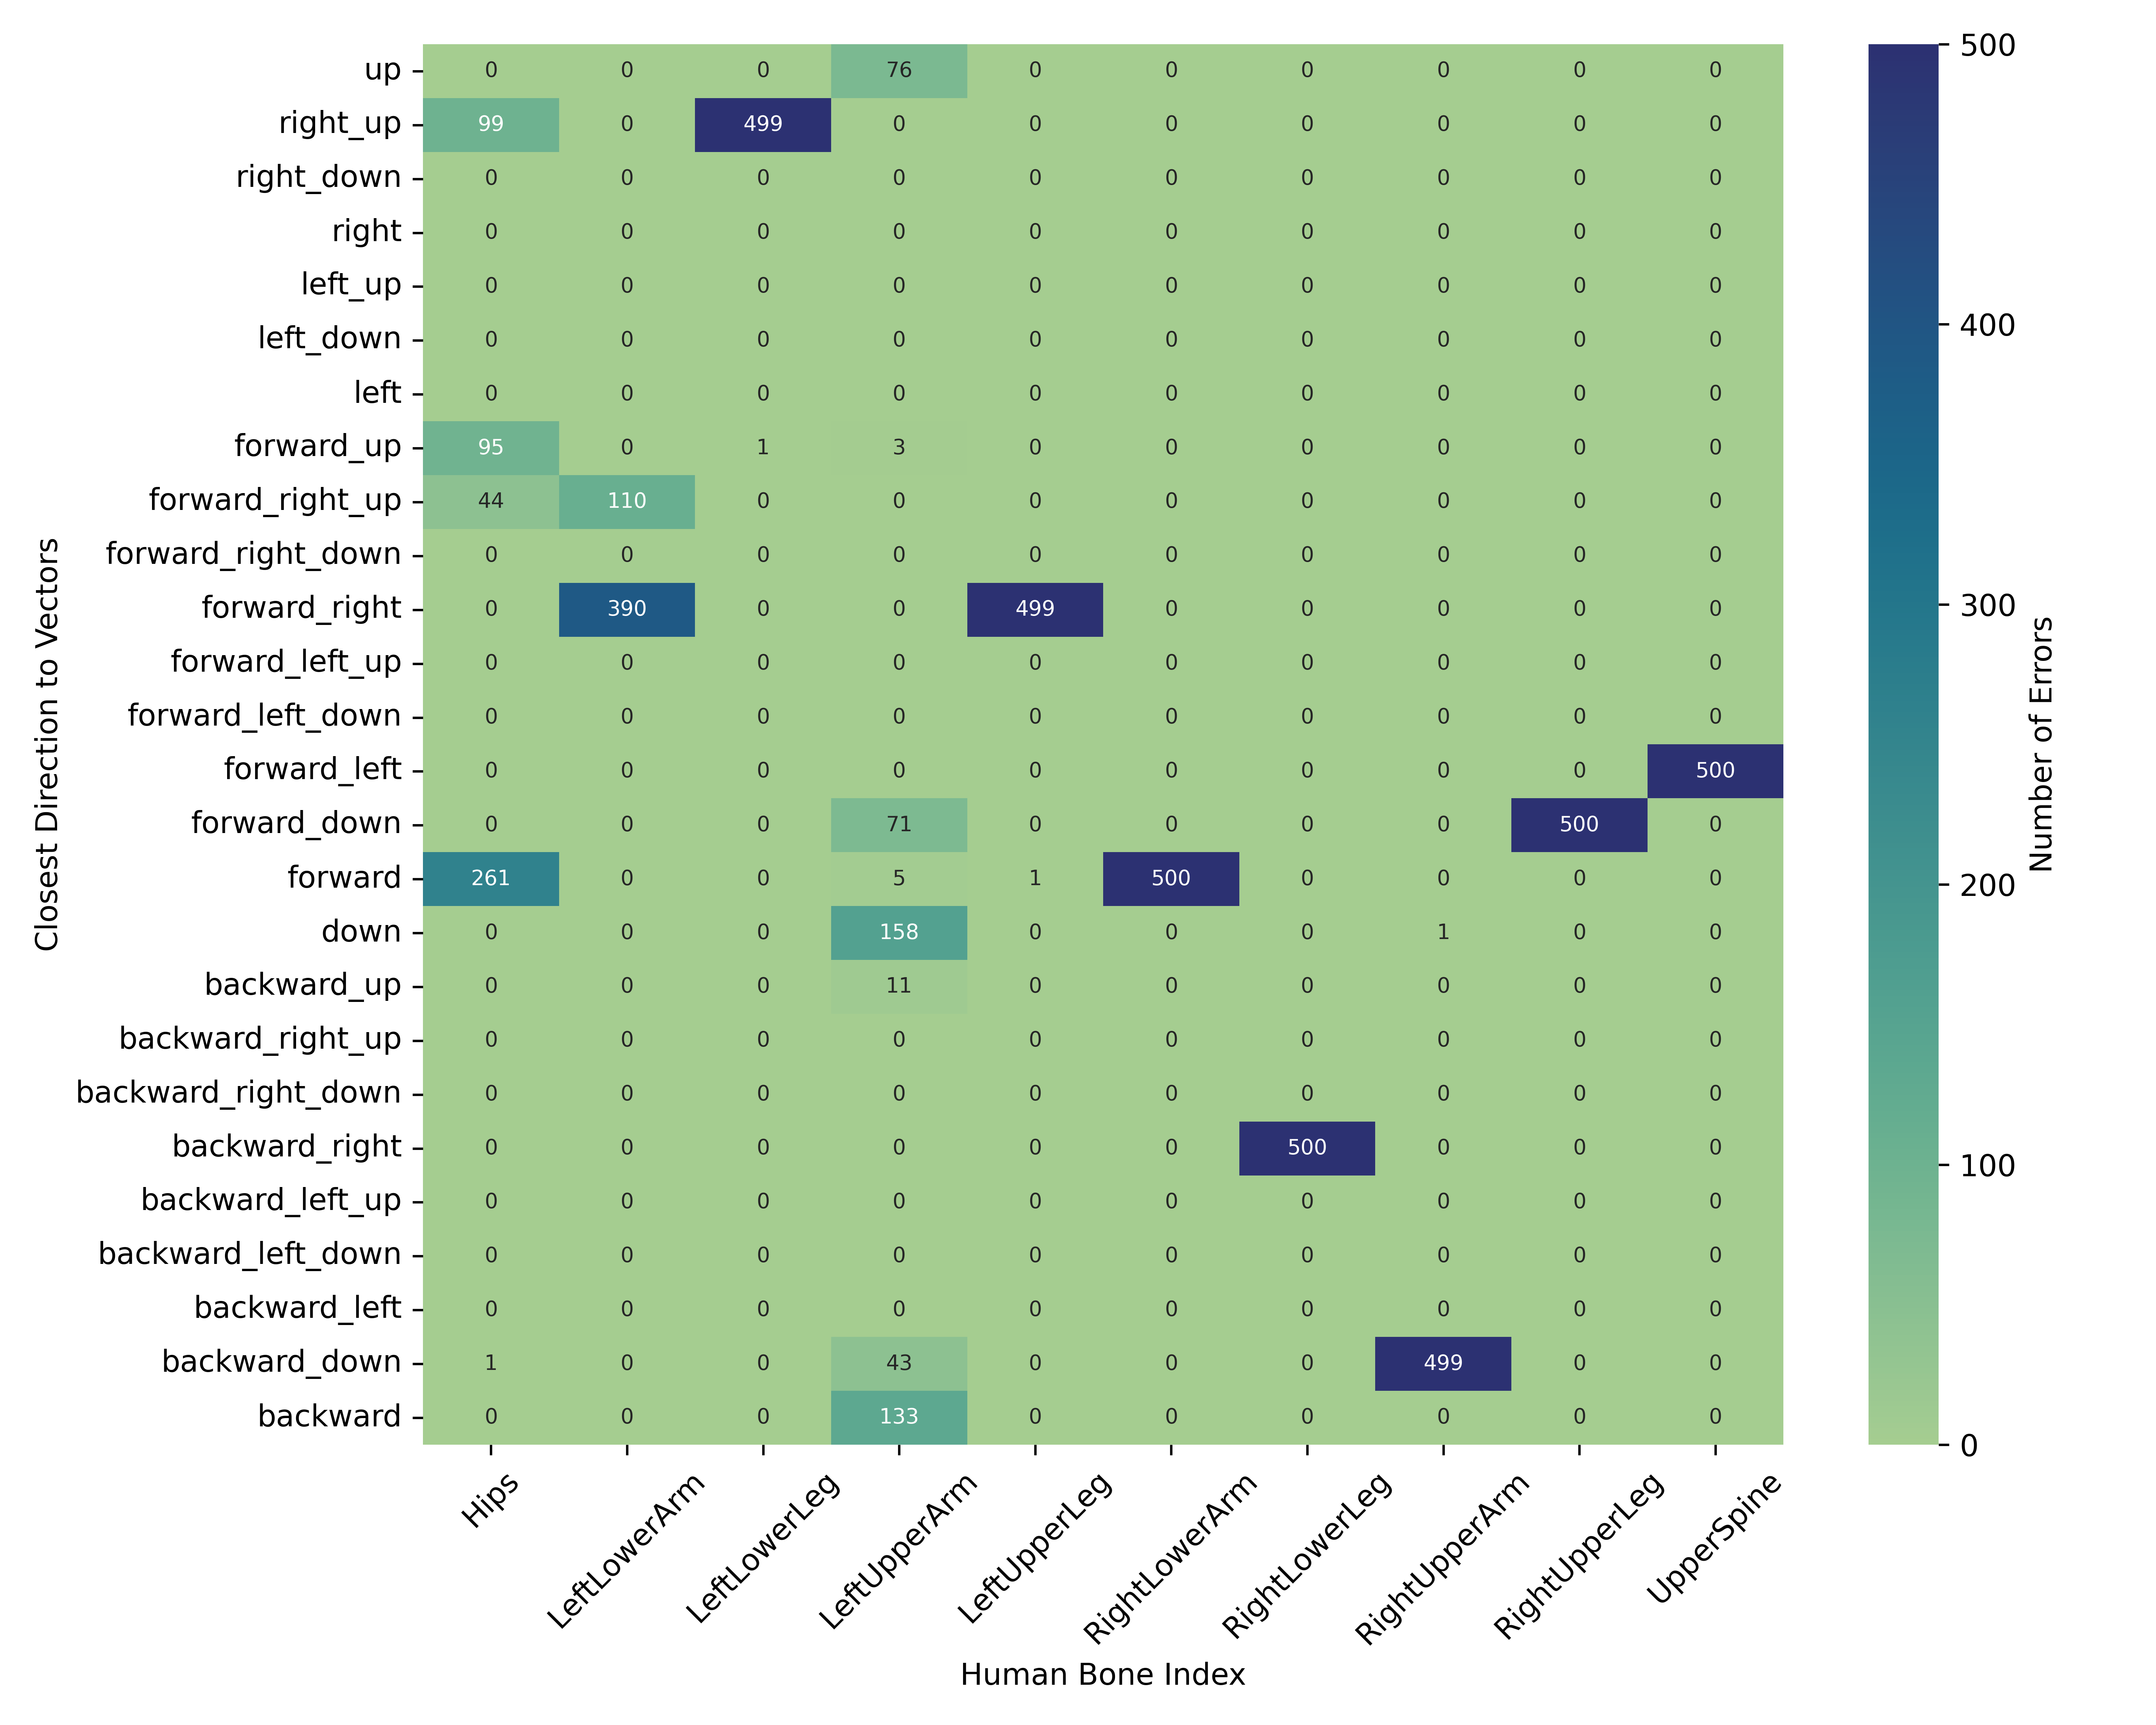 up 0 0 0 76 0 0 0 0 0 0
right_up 99 0 499 0 0 0 0 0 0 0
right_down 0 0 0 0 0 0 0 0 0 0
right 0 0 0 0 0 0 0 0 0 0
left_up 0 0 0 0 0 0 0 0 0 0
left_down 0 0 0 0 0 0 0 0 0 0
left 0 0 0 0 0 0 0 0 0 0
forward_up 95 0 1 3 0 0 0 0 0 0
forward_right_up 44 110 0 0 0 0 0 0 0 0
forward_right_down 0 0 0 0 0 0 0 0 0 0
forward_right 0 390 0 0 499 0 0 0 0 0
forward_left_up 0 0 0 0 0 0 0 0 0 0
forward_left_down 0 0 0 0 0 0 0 0 0 0
forward_left 0 0 0 0 0 0 0 0 0 500
forward_down 0 0 0 71 0 0 0 0 500 0
forward 261 0 0 5 1 500 0 0 0 0
down 0 0 0 158 0 0 0 1 0 0
backward_up 0 0 0 11 0 0 0 0 0 0
backward_right_up 0 0 0 0 0 0 0 0 0 0
backward_right_down 0 0 0 0 0 0 0 0 0 0
backward_right 0 0 0 0 0 0 500 0 0 0
backward_left_up 0 0 0 0 0 0 0 0 0 0
backward_left_down 0 0 0 0 0 0 0 0 0 0
backward_left 0 0 0 0 0 0 0 0 0 0
backward_down 1 0 0 43 0 0 0 499 0 0
backward 0 0 0 133 0 0 0 0 0 0
Closest Direction to Vectors
Hips
LeftLowerArm
LeftLowerLeg
LeftUpperArm
LeftUpperLeg
RightLowerArm
RightLowerLeg
RightUpperArm
RightUpperLeg
UpperSpine
Human Bone Index
500
400
300
200
100
0
Number of Errors